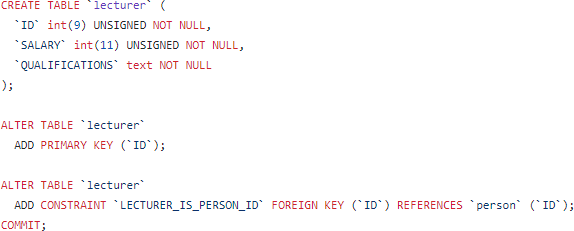 CREATE TABLE `lecturer` (
  `ID` int(9) UNSIGNED NOT NULL,
  `SALARY` int(11) UNSIGNED NOT NULL,
  `QUALIFICATIONS` text NOT NULL
);
ALTER TABLE `lecturer`
  ADD PRIMARY KEY (`ID`);
ALTER TABLE `lecturer`
  ADD CONSTRAINT `LECTURER_IS_PERSON_ID` FOREIGN KEY (`ID`) REFERENCES `person` (`ID`);
COMMIT;